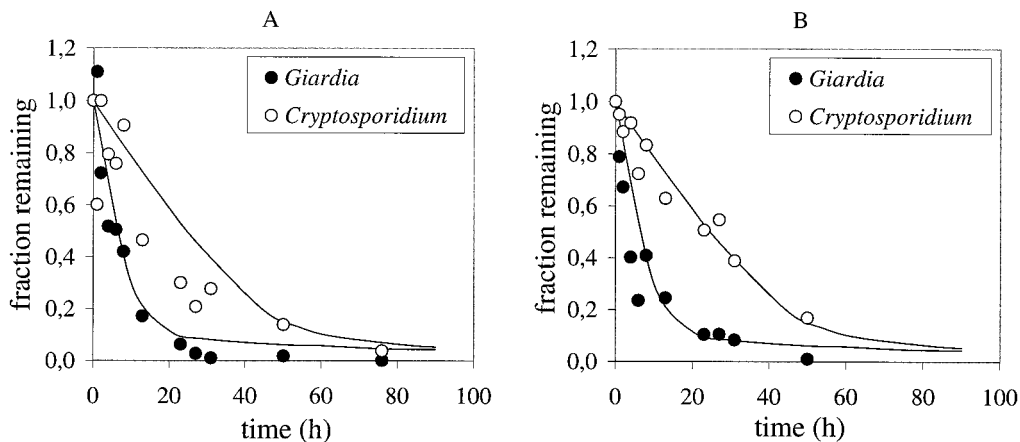 A
1,2
1,0
0,8
0,6
0,4
0,2
0,0
fraction remaining
Giardia
Cryptosporidium
0 20 40 60 80 100
time (h)
B
1,2
1,0
0,8
0,6
0,4
0,2
0,0
fraction remaining
Giardia
Cryptosporidium
0 20 40 60 80 100
time (h)